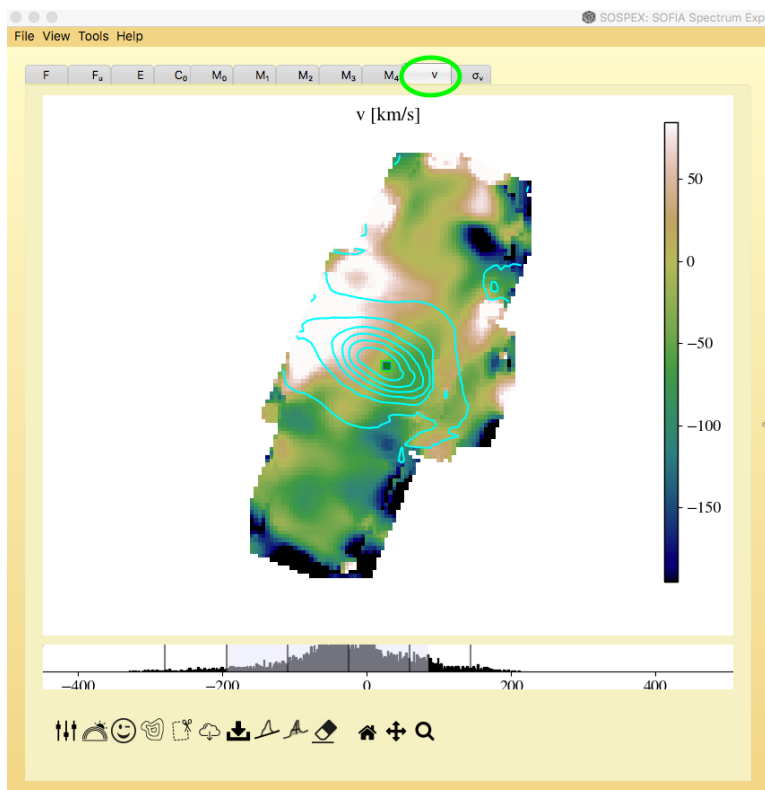 SOSPEX: SOFIA Spectrum Exp
File View Tools Help
F Fᵤ E C₀ M₀ M₁ M₂ M₃ M₄ v σᵥ
v [km/s]
50
0
−50
−100
−150
−400 −200 0 200 400